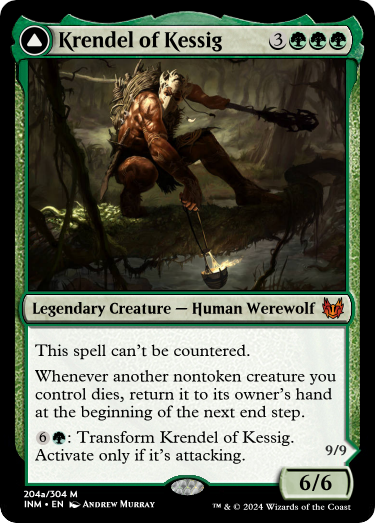 Krendel of Kessig 3
Legendary Creature — Human Werewolf
This spell can't be countered.
Whenever another nontoken creature you
control dies, return it to its owner's hand
at the beginning of the next end step.
6 : Transform Krendel of Kessig.
Activate only if it's attacking.
9/9
6/6
204a/304 M
INM • EN Andrew Murray
™ & © 2024 Wizards of the Coast